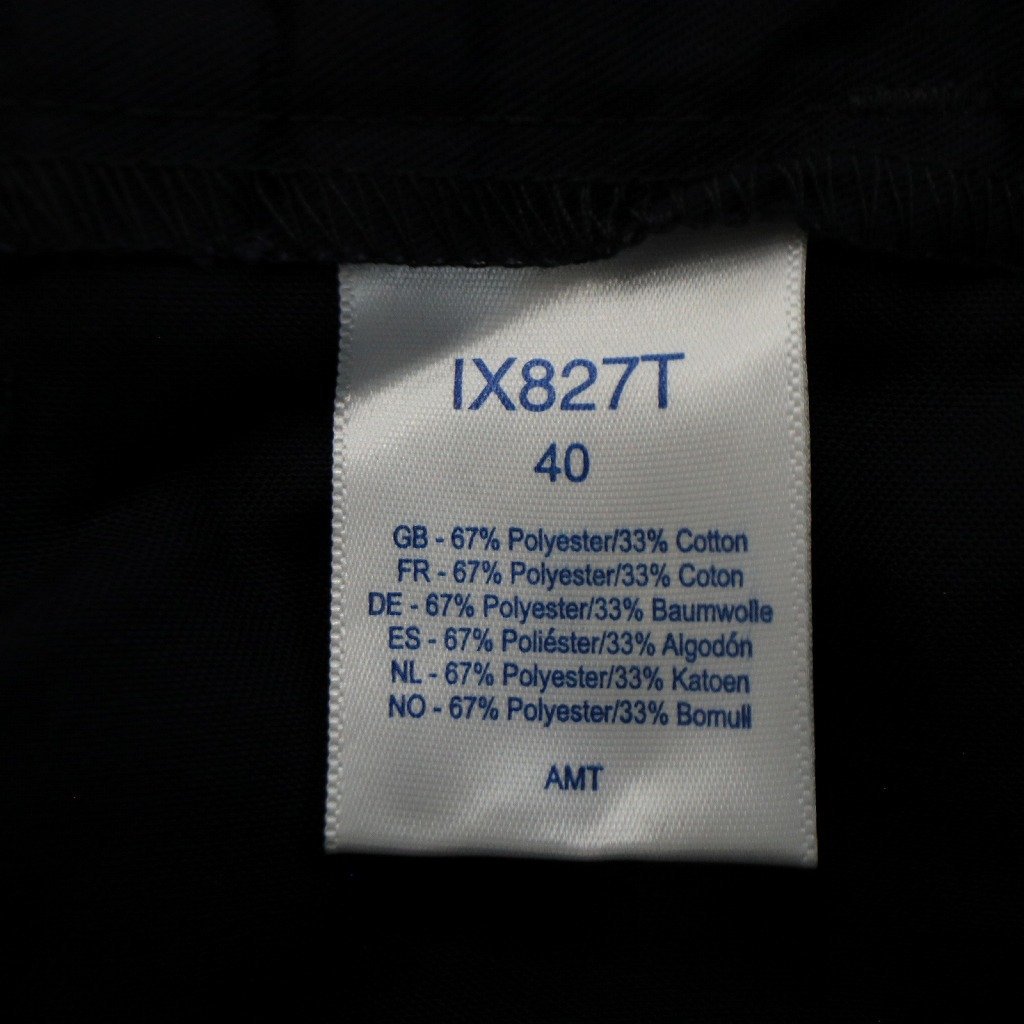 IX827T
40
GB - 67% Polyester/33% Cotton
FR - 67% Polyester/33% Coton
DE - 67% Polyester/33% Baumwolle
ES - 67% Poliéster/33% Algodón
NL - 67% Polyester/33% Katoen
NO - 67% Polyester/33% Bomull
AMT